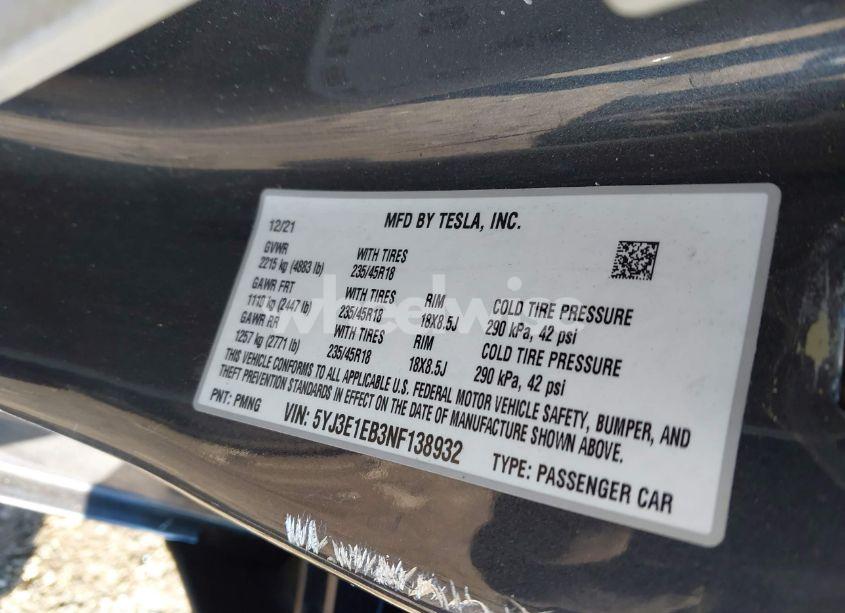 12/21 MFD BY TESLA, INC.
GVWR
2215 kg (4883 lb) WITH TIRES 235/45R18
GAWR FRT
1110 kg (2447 lb) WITH TIRES 235/45R18 RIM 18X8.5J COLD TIRE PRESSURE 290 kPa, 42 psi
GAWR RR
1257 kg (2771 lb) WITH TIRES 235/45R18 RIM 18X8.5J COLD TIRE PRESSURE 290 kPa, 42 psi
THIS VEHICLE CONFORMS TO ALL APPLICABLE U.S. FEDERAL MOTOR VEHICLE SAFETY, BUMPER, AND
THEFT PREVENTION STANDARDS IN EFFECT ON THE DATE OF MANUFACTURE SHOWN ABOVE.
PNT: PMNG VIN: 5YJ3E1EB3NF138932 TYPE: PASSENGER CAR
wheelwise